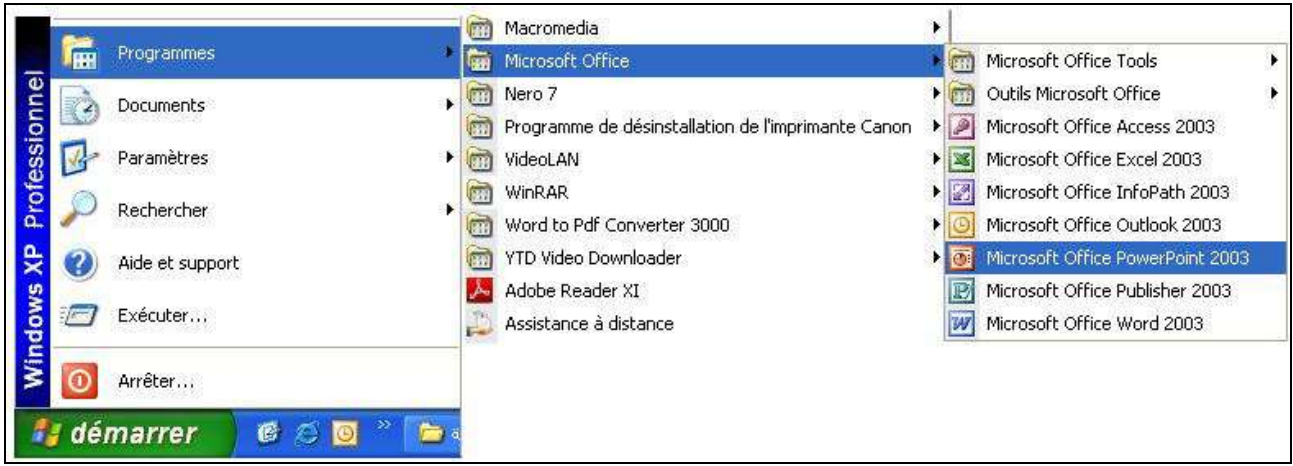 Windows XP Professionnel
Programmes
Documents
Paramètres
Rechercher
Aide et support
Exécuter...
Arrêter...
démarrer
Macromedia
Microsoft Office
Nero 7
Programme de désinstallation de l'imprimante Canon
VideoLAN
WinRAR
Word to Pdf Converter 3000
YTD Video Downloader
Adobe Reader XI
Assistance à distance
Microsoft Office Tools
Outils Microsoft Office
Microsoft Office Access 2003
Microsoft Office Excel 2003
Microsoft Office InfoPath 2003
Microsoft Office Outlook 2003
Microsoft Office PowerPoint 2003
Microsoft Office Publisher 2003
Microsoft Office Word 2003